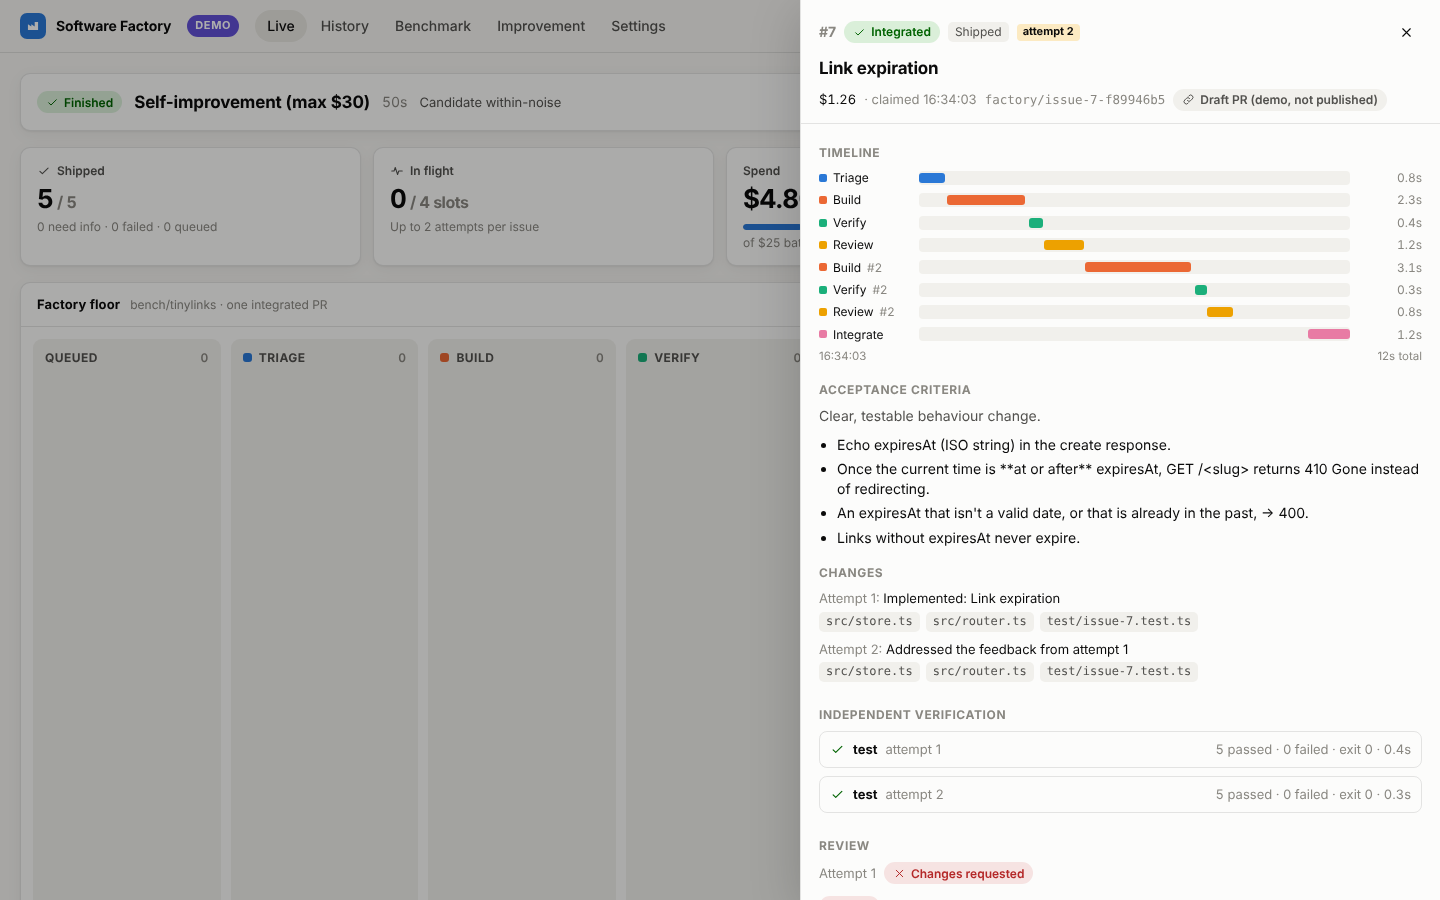 Software Factory DEMO Live History Benchmark Improvement Settings
Finished Self-improvement (max $30) 50s Candidate within-noise
Shipped
5 / 5
0 need info · 0 failed · 0 queued
In flight
0 / 4 slots
Up to 2 attempts per issue
Spend
$4.8
of $25
Factory floor bench/tinylinks · one integrated PR
QUEUED 0
TRIAGE 0
BUILD 0
VERIFY
#7 Integrated Shipped attempt 2
Link expiration
$1.26 · claimed 16:34:03 factory/issue-7-f89946b5 Draft PR (demo, not published)
TIMELINE
Triage 0.8s
Build 2.3s
Verify 0.4s
Review 1.2s
Build #2 3.1s
Verify #2 0.3s
Review #2 0.8s
Integrate 1.2s
16:34:03 12s total
ACCEPTANCE CRITERIA
Clear, testable behaviour change.
• Echo expiresAt (ISO string) in the create response.
• Once the current time is **at or after** expiresAt, GET /<slug> returns 410 Gone instead
of redirecting.
• An expiresAt that isn't a valid date, or that is already in the past, → 400.
• Links without expiresAt never expire.
CHANGES
Attempt 1: Implemented: Link expiration
src/store.ts src/router.ts test/issue-7.test.ts
Attempt 2: Addressed the feedback from attempt 1
src/store.ts src/router.ts test/issue-7.test.ts
INDEPENDENT VERIFICATION
test attempt 1 5 passed · 0 failed · exit 0 · 0.4s
test attempt 2 5 passed · 0 failed · exit 0 · 0.3s
REVIEW
Attempt 1 Changes requested